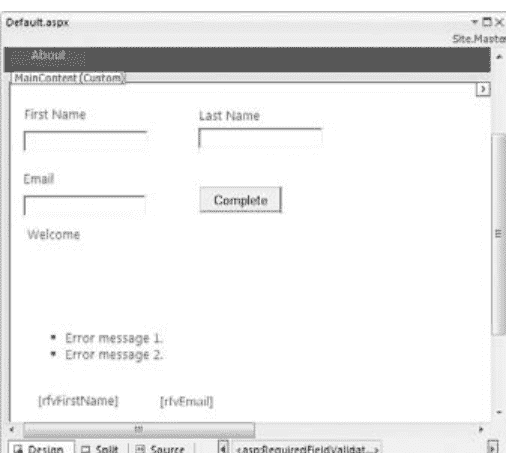 Default.aspx
Site.Master
About
MainContent (Custom)
First Name
Last Name
Email
Complete
Welcome
Error message 1.
Error message 2.
[rfvFirstName] [rfvEmail]
Design Split Source <asp:RequiredFieldValidat...>